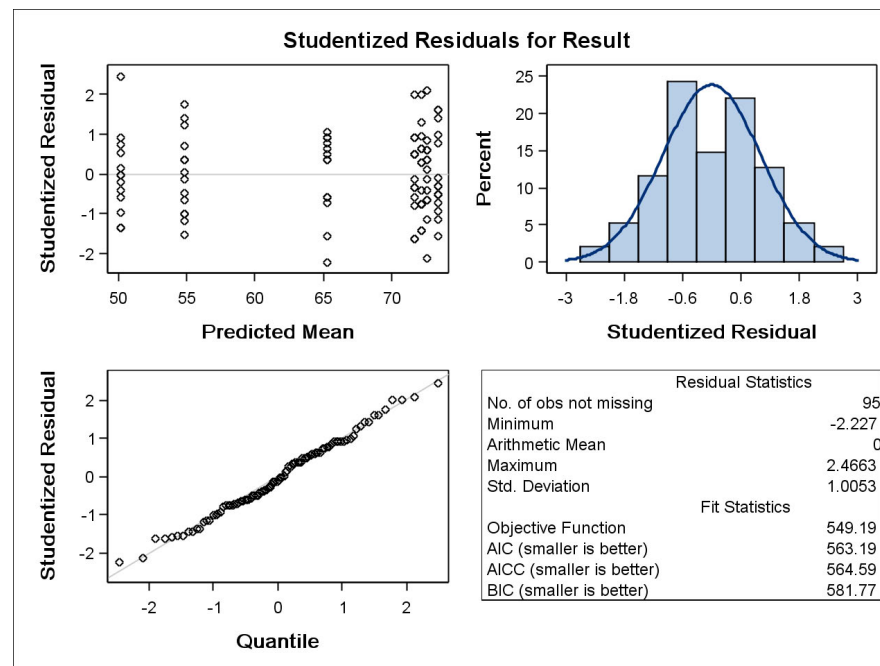 Studentized Residuals for Result
Studentized Residual
2
1
0
-1
-2
50 55 60 65 70
Predicted Mean
Percent
25
20
15
10
5
0
-3 -1.8 -0.6 0.6 1.8 3
Studentized Residual
Studentized Residual
2
1
0
-1
-2
-2 -1 0 1 2
Quantile
Residual Statistics
No. of obs not missing 95
Minimum -2.227
Arithmetic Mean 0
Maximum 2.4663
Std. Deviation 1.0053
Fit Statistics
Objective Function 549.19
AIC (smaller is better) 563.19
AICC (smaller is better) 564.59
BIC (smaller is better) 581.77